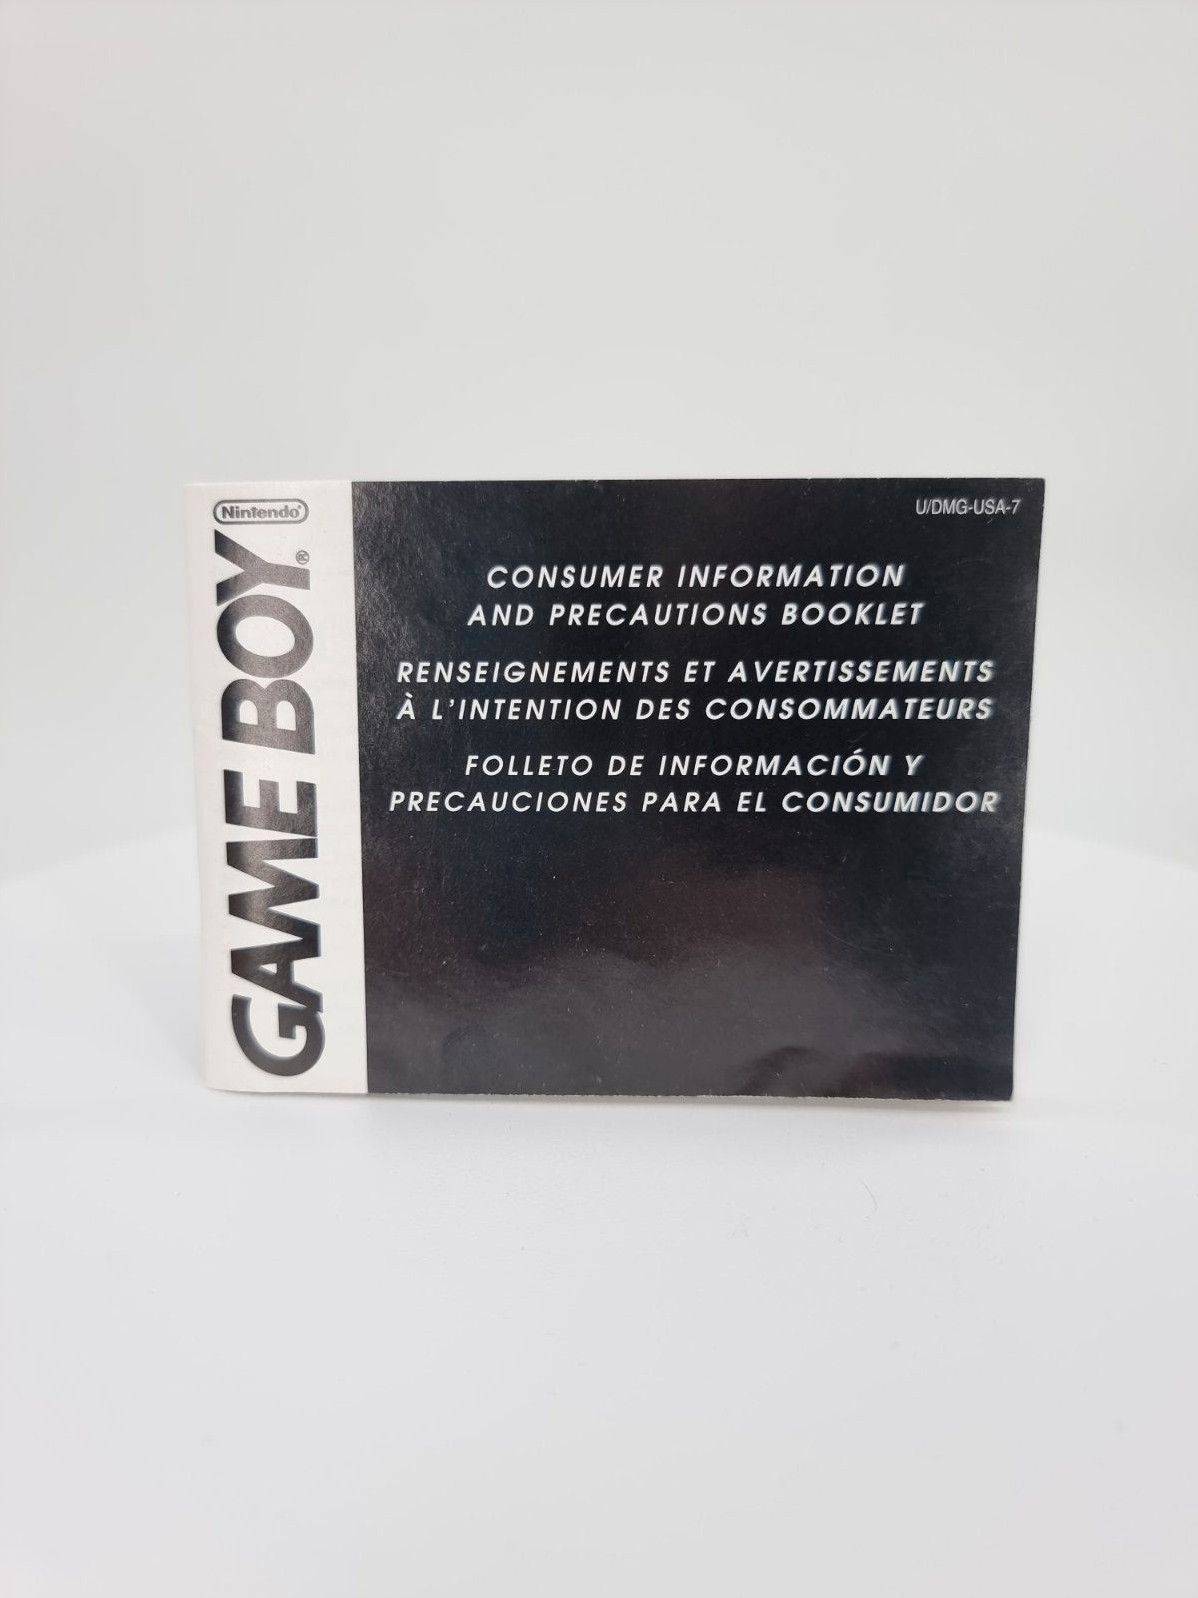 Nintendo®
GAME BOY®
U/DMG-USA-7
CONSUMER INFORMATION
AND PRECAUTIONS BOOKLET
RENSEIGNEMENTS ET AVERTISSEMENTS
À L'INTENTION DES CONSOMMATEURS
FOLLETO DE INFORMACIÓN Y
PRECAUCIONES PARA EL CONSUMIDOR